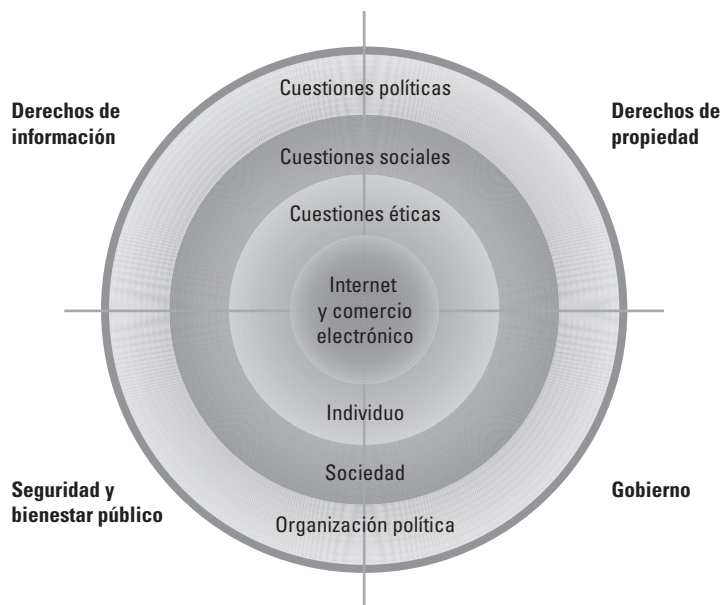 Cuestiones políticas
Derechos de
información
Derechos de
propiedad
Cuestiones sociales
Cuestiones éticas
Internet
y comercio
electrónico
Individuo
Sociedad
Seguridad y
bienestar público
Gobierno
Organización política